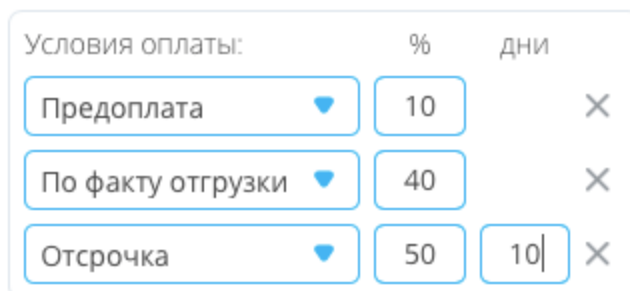 Условия оплаты: % дни
Предоплата 10
По факту отгрузки 40
Отсрочка 50 10